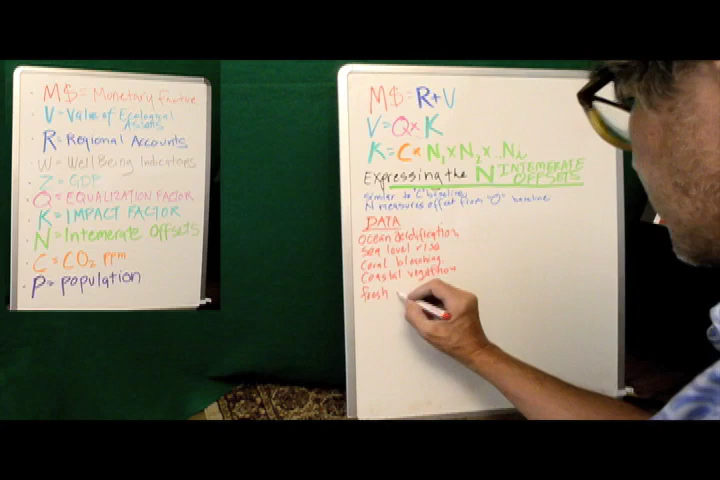 M$ = Monetary Factor
V = Value of Ecological
Assets
R = Regional Accounts
W = Well Being Indicators
Z = GDP
Q = EQUALIZATION FACTOR
K = IMPACT FACTOR
N = Intemerate Offsets
C = CO2 ppm
P = population
M$ = R+V
V = Q x K
K = C x N1 x N2 x ... Ni
Expressing the N INTEMERATE
OFFSETS
Similar to "C" baseline,
N measures offset from "0" baseline
DATA
Ocean acidification,
Sea level rise
Coral bleaching.
Coastal vegetation
fresh